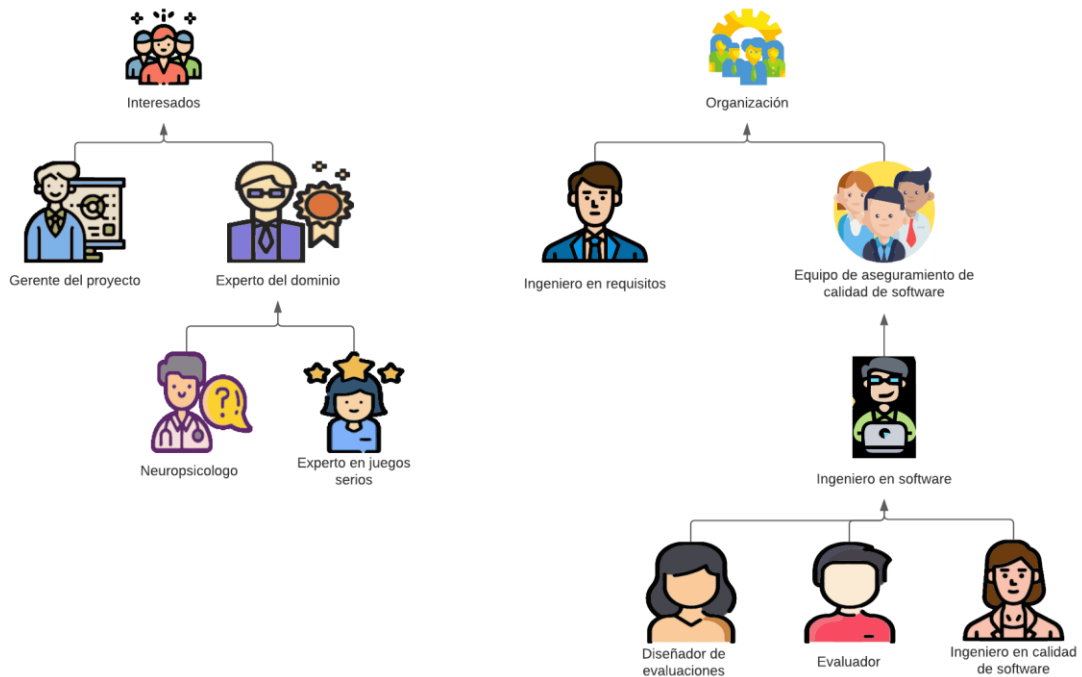 Interesados
Organización
Gerente del proyecto
Experto del dominio
Ingeniero en requisitos
Equipo de aseguramiento de
calidad de software
Neuropsicologo
Experto en juegos
serios
Ingeniero en software
Diseñador de
evaluaciones
Evaluador
Ingeniero en calidad
de software